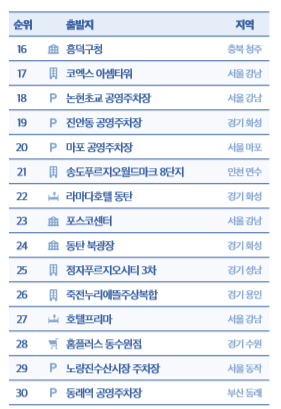 순위 출발지 지역
16 흥덕구청 충북 청주
17 코엑스 아셈타워 서울 강남
18 P 논현초교 공영주차장 서울 강남
19 P 진안동 공영주차장 경기 화성
20 P 마포 공영주차장 서울 마포
21 송도푸르지오월드마크 8단지 인천 연수
22 라마다호텔 동탄 경기 화성
23 포스코센터 서울 강남
24 동탄 북광장 경기 화성
25 정자푸르지오시티 3차 경기 성남
26 죽전누리에뜰주상복합 경기 용인
27 호텔프리마 서울 강남
28 홈플러스 동수원점 경기 수원
29 P 노량진수산시장 주차장 서울 동작
30 P 동래역 공영주차장 부산 동래